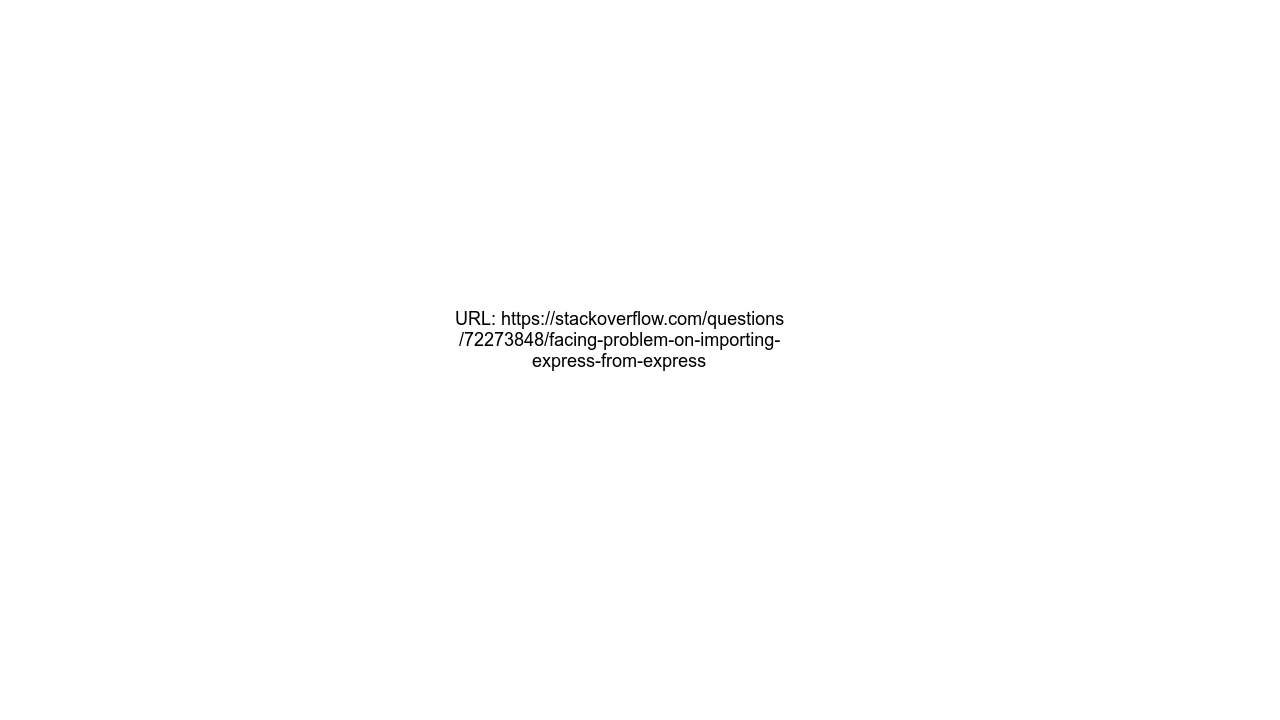 URL: https://stackoverflow.com/questions
/72273848/facing-problem-on-importing-
express-from-express